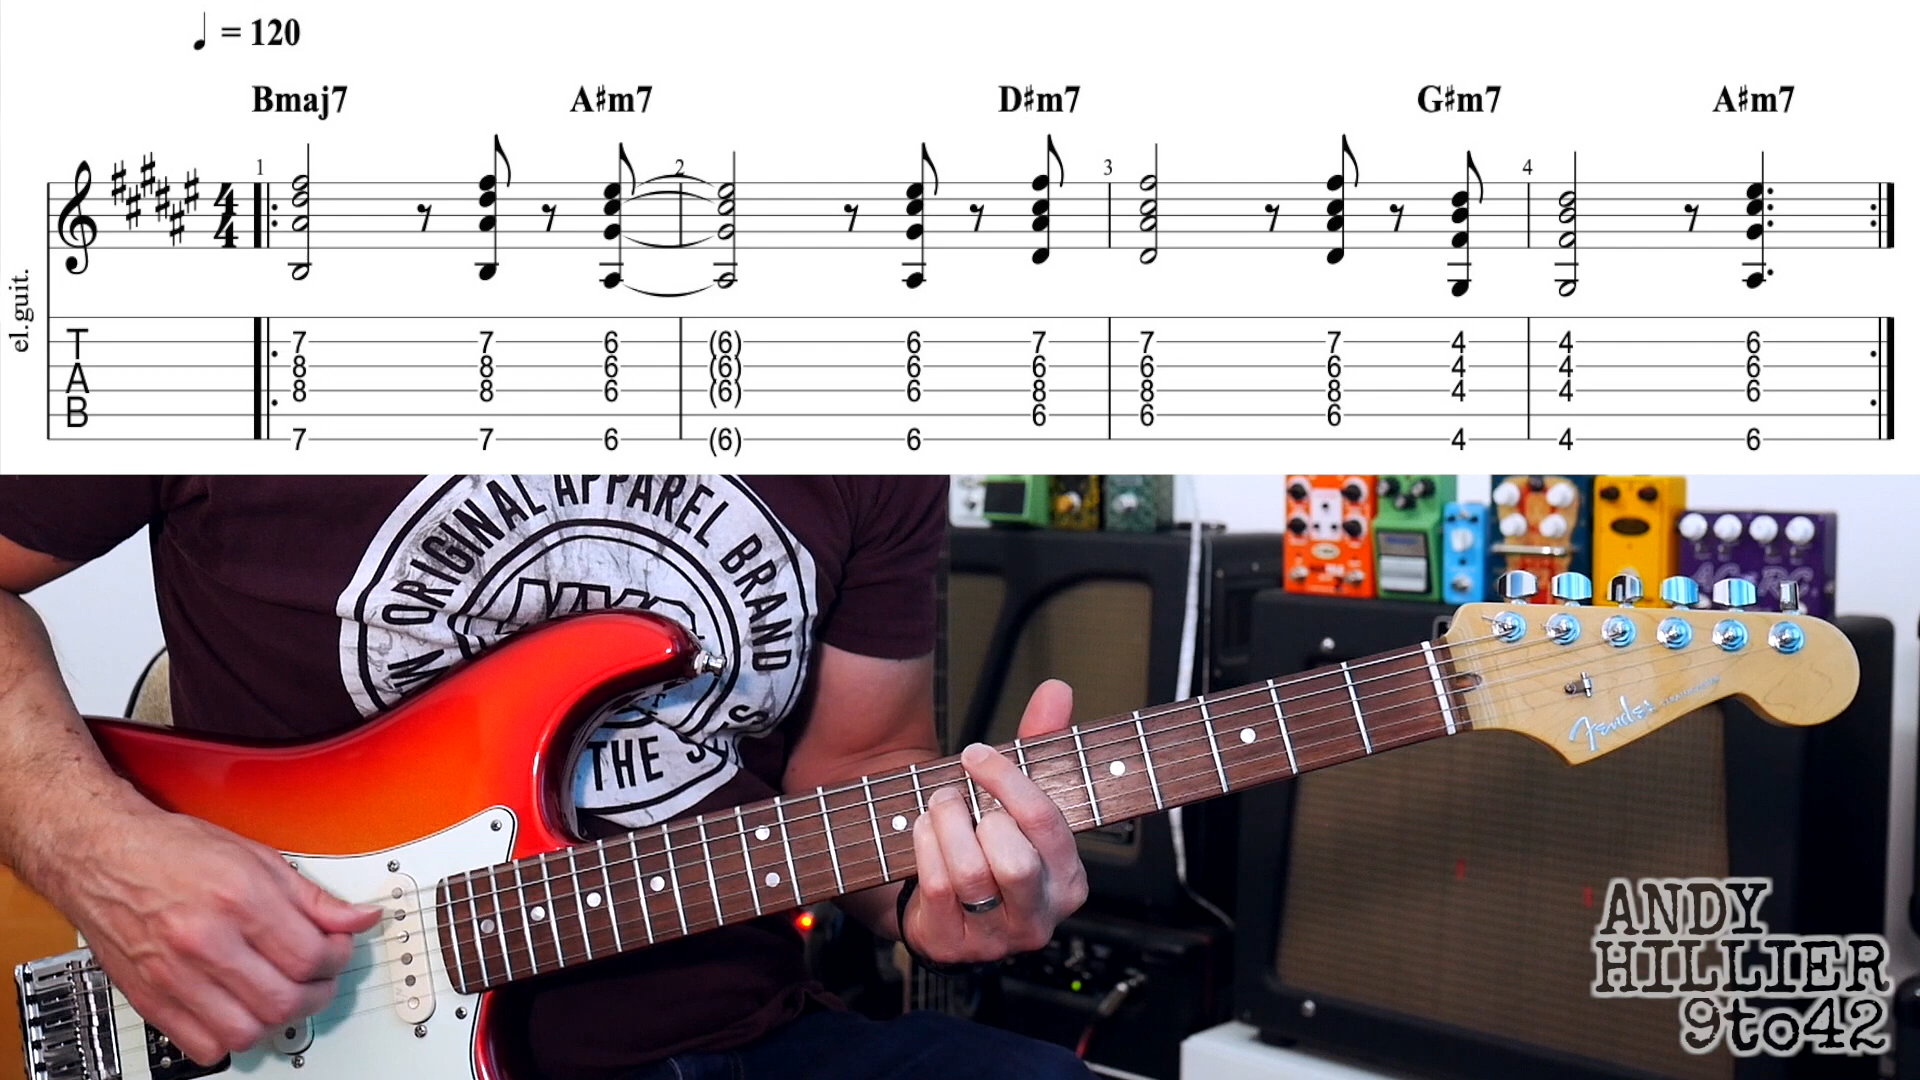 ♩ = 120
Bmaj7 A♯m7 D♯m7 G♯m7 A♯m7
1 2 3 4
4
4
el.guit.
T 7 7 6 (6) 6 7 7 7 4 4 6
A 8 8 6 (6) 6 6 6 6 4 4 6
8 8 6 (6) 6 8 8 8 4 4 6
B 6 6 6
7 7 6 (6) 6 4 4 6
ORIGINAL APPAREL BRAND
THE
Fender
ANDY
HILLIER
9to42